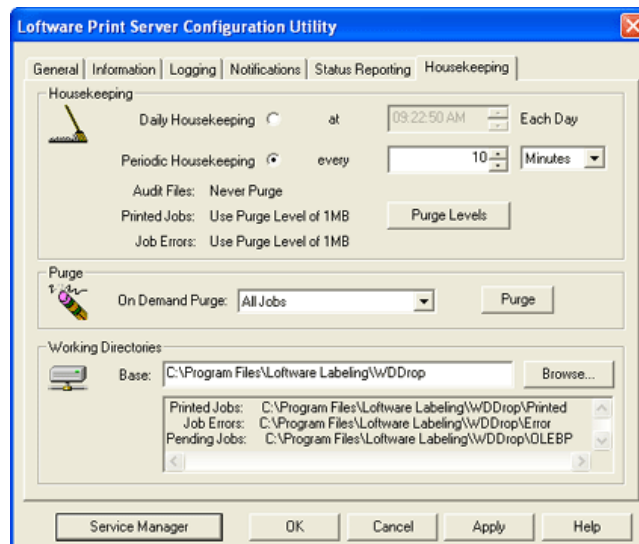 Loftware Print Server Configuration Utility
General Information Logging Notifications Status Reporting Housekeeping
Housekeeping
Daily Housekeeping at 09:22:50 AM Each Day
Periodic Housekeeping every 10 Minutes
Audit Files: Never Purge
Printed Jobs: Use Purge Level of 1MB Purge Levels
Job Errors: Use Purge Level of 1MB
Purge
On Demand Purge: All Jobs Purge
Working Directories
Base: C:\Program Files\Loftware Labeling\WDDrop Browse...
Printed Jobs: C:\Program Files\Loftware Labeling\WDDrop\Printed
Job Errors: C:\Program Files\Loftware Labeling\WDDrop\Error
Pending Jobs: C:\Program Files\Loftware Labeling\WDDrop\OLEBP
Service Manager OK Cancel Apply Help